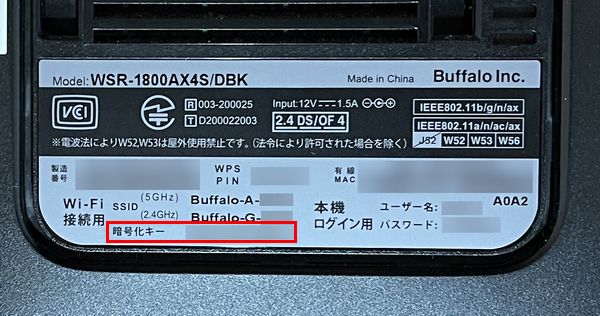 Model: WSR-1800AX4S/DBK Made in China Buffalo Inc.
VCI R 003-200025 Input: 12V 1.5A IEEE802.11b/g/n/ax
T D200022003 2.4 DS/OF 4 IEEE802.11a/n/ac/ax
J52 W52 W53 W56
※電波法によりW52,W53は屋外使用禁止です。(法令により許可された場合を除く)
製造番号 WPS PIN 有線 MAC
Wi-Fi 接続用 SSID (5GHz) Buffalo-A-
(2.4GHz) Buffalo-G-
暗号化キー
本機ログイン用 ユーザー名: A0A2
パスワード: